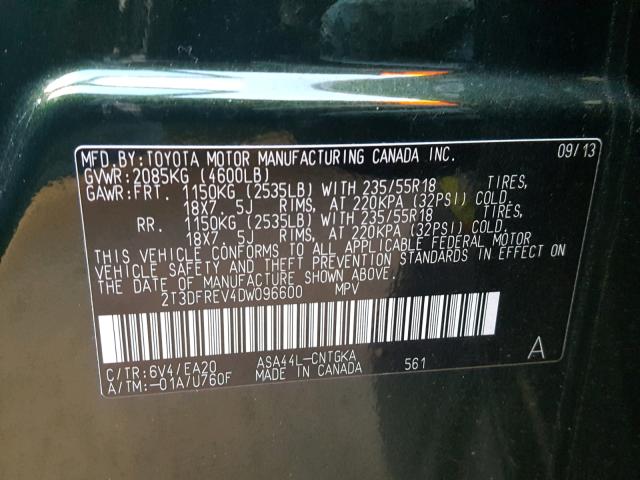 MFD.BY:TOYOTA MOTOR MANUFACTURING CANADA INC. 09/13
GVWR:2085KG (4600LB)
GAWR:FRT. 1150KG (2535LB) WITH 235/55R18 TIRES,
18X7.5J RIMS, AT 220KPA (32PSI) COLD.
RR. 1150KG (2535LB) WITH 235/55R18 TIRES,
18X7.5J RIMS, AT 220KPA (32PSI) COLD.
THIS VEHICLE CONFORMS TO ALL APPLICABLE FEDERAL MOTOR
VEHICLE SAFETY AND THEFT PREVENTION STANDARDS IN EFFECT ON
THE DATE OF MANUFACTURE SHOWN ABOVE.
2T3DFREV4DW096600 MPV
C/TR:6V4/EA20 ASA44L-CNTGKA 561 A
A/TM:-01A/U760F MADE IN CANADA